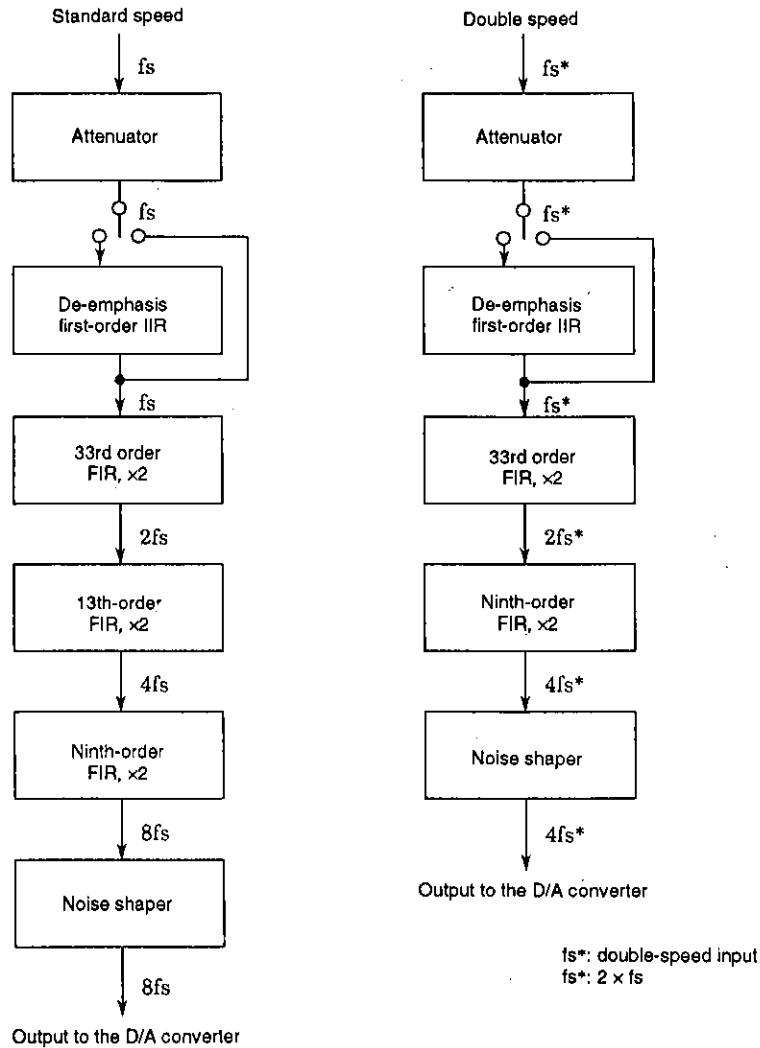 Standard speed
fs
Attenuator
fs
De-emphasis
first-order IIR
fs
33rd order
FIR, ×2
2fs
13th-order
FIR, ×2
4fs
Ninth-order
FIR, ×2
8fs
Noise shaper
8fs
Output to the D/A converter
Double speed
fs*
Attenuator
fs*
De-emphasis
first-order IIR
fs*
33rd order
FIR, ×2
2fs*
Ninth-order
FIR, ×2
4fs*
Noise shaper
4fs*
Output to the D/A converter
fs*: double-speed input
fs*: 2 × fs